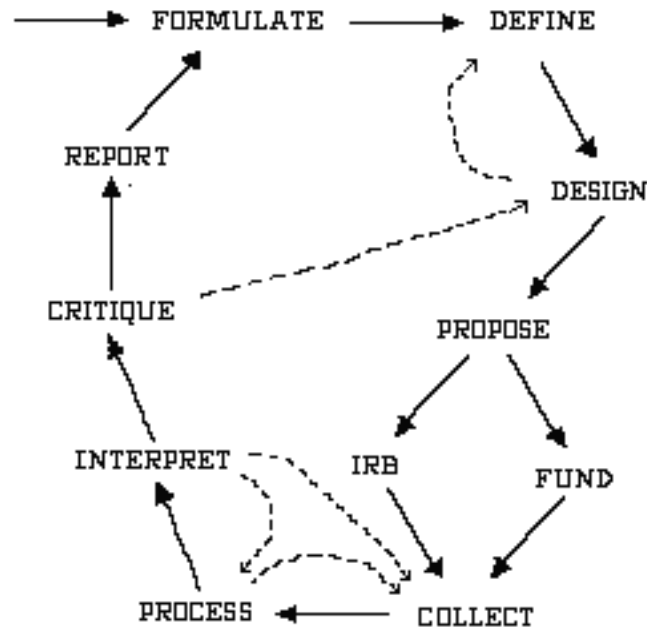 FORMULATE
DEFINE
REPORT
DESIGN
CRITIQUE
PROPOSE
INTERPRET
IRB
FUND
PROCESS
COLLECT